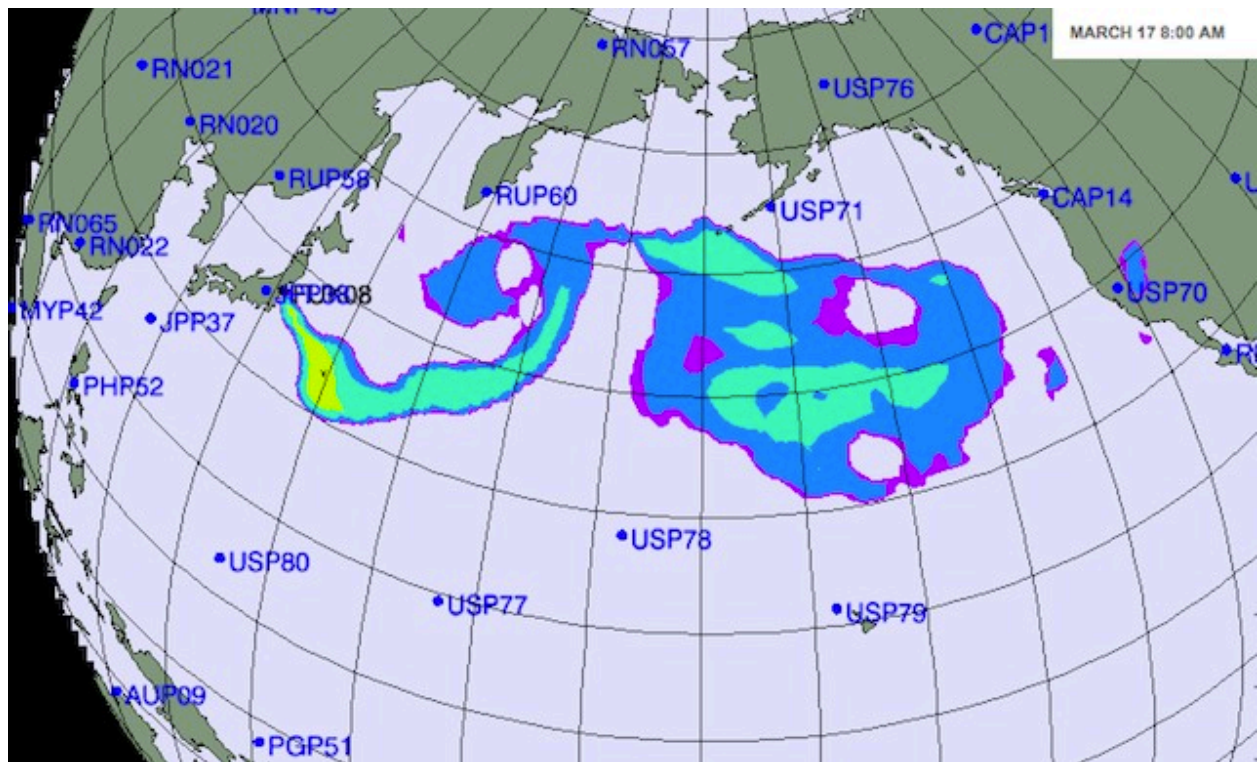 CAP1
MARCH 17 8:00 AM
RN057
RN021
USP76
RN020
RUP58
RUP60
CAP14
USP71
RN065
RN022
USP70
MYP42
JPP37
PHP52
USP78
USP80
USP77
USP79
AUP09
PGP51